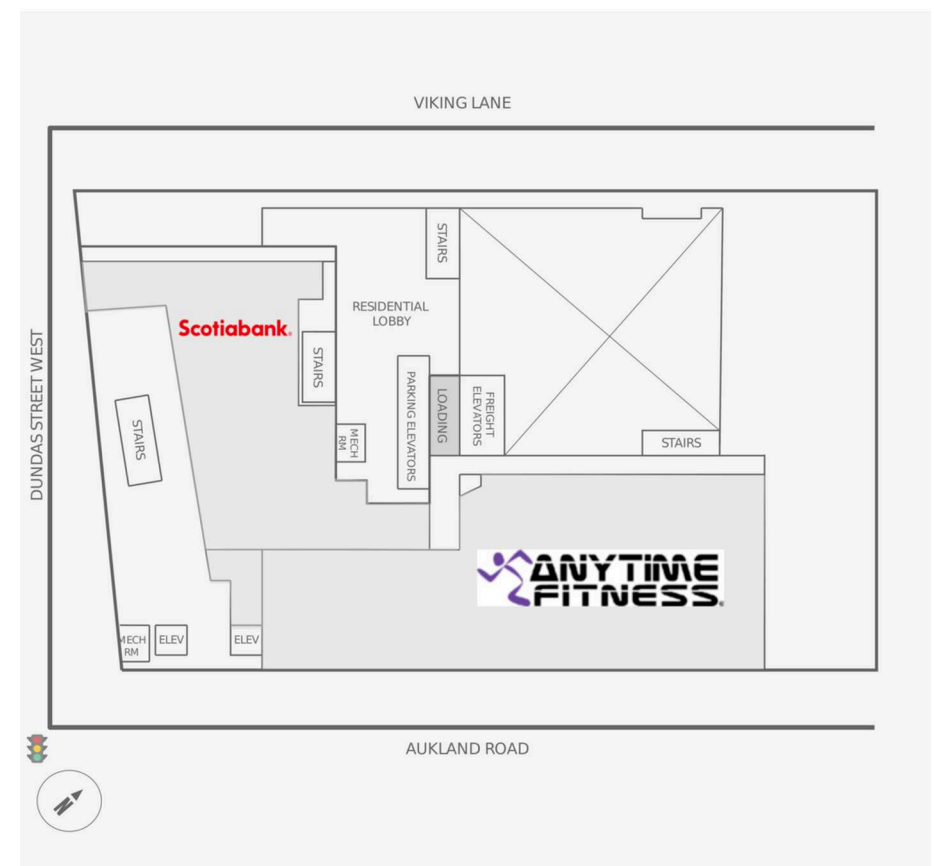 VIKING LANE
STAIRS
RESIDENTIAL
LOBBY
Scotiabank
DUNDAS STREET WEST
STAIRS
PARKING ELEVATORS
LOADING
FREIGHT
ELEVATORS
STAIRS
MECH
RM
STAIRS
ANYTIME
FITNESS®
MECH
RM
ELEV
ELEV
AUKLAND ROAD
N